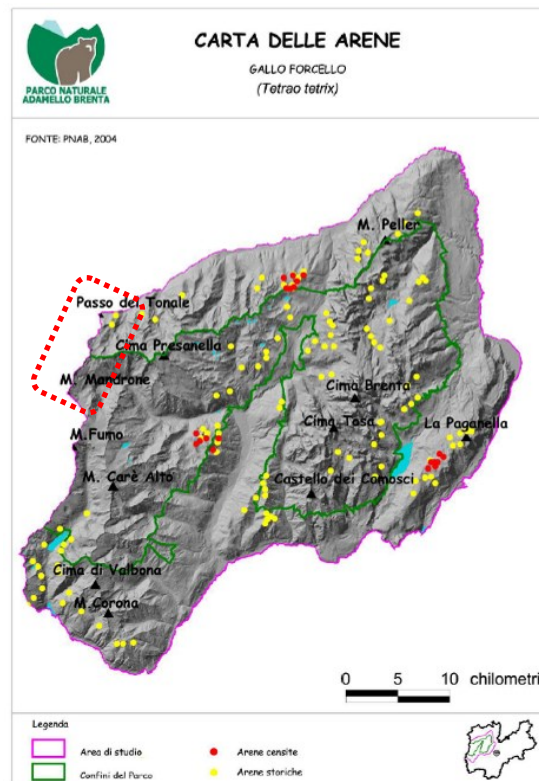 CARTA DELLE ARENE
GALLO FORCELLO
(Tetrao tetrix)
PARCO NATURALE
ADAMELLO BRENTA
FONTE: PNAB, 2004
M. Peller
Passo del Tonale
Cima Presanella
M. Mandrone
Cima Brenta
Cima Tosa
La Paganella
M.Fumo
M. Carè Alto
Castello dei Camosci
Cima di Valbona
M.Corona
0 5 10 chilometri
Legenda
Area di studio
Arene censite
Confini del Parco
Arene storiche